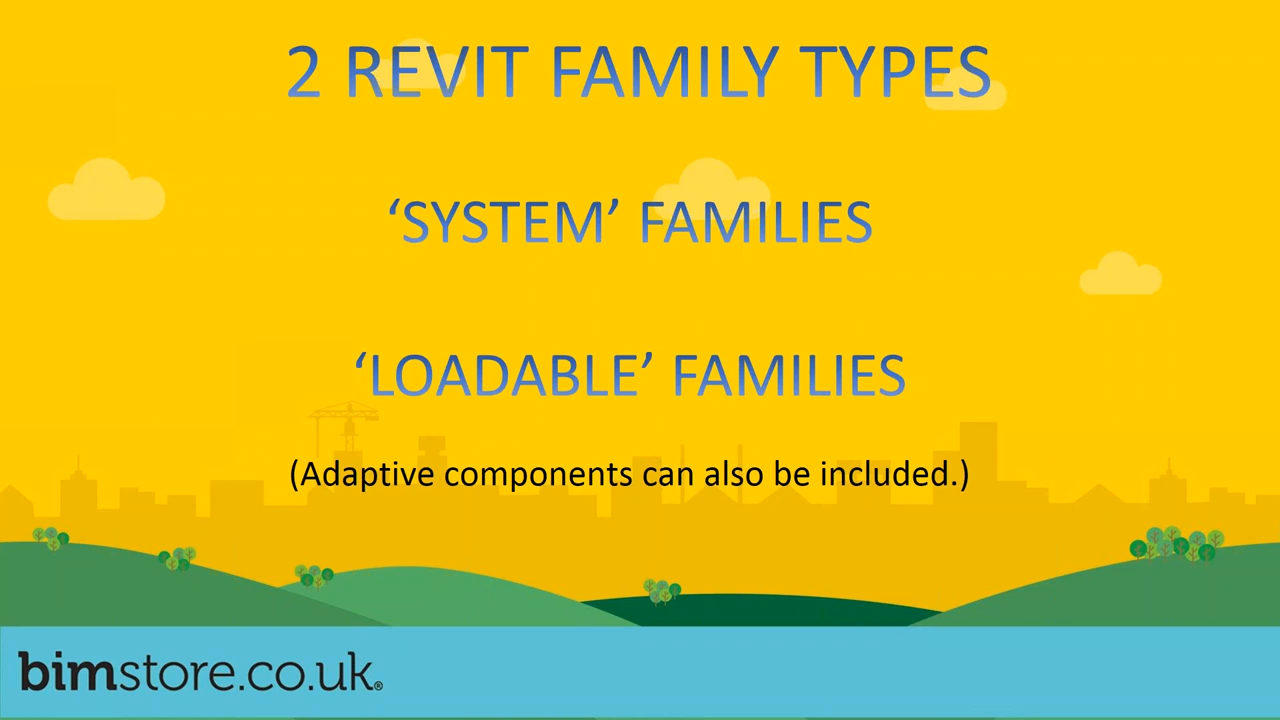 2 REVIT FAMILY TYPES
‘SYSTEM’ FAMILIES
‘LOADABLE’ FAMILIES
(Adaptive components can also be included.)
bimstore.co.uk®